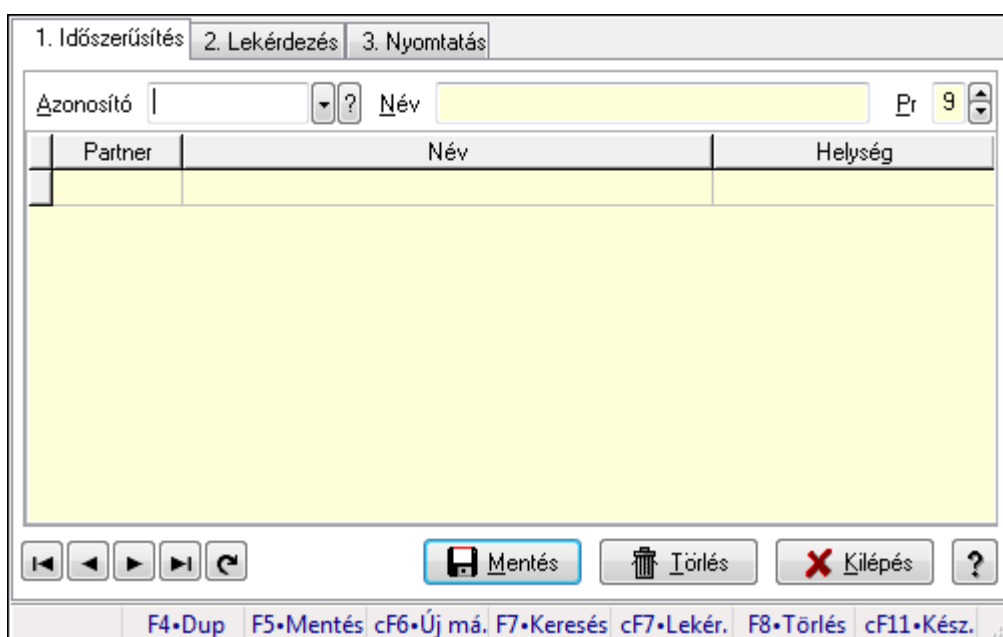 1. Időszerűsítés 2. Lekérdezés 3. Nyomtatás
Azonosító ? Név Pr 9
Partner Név Helység
Mentés Törlés Kilépés ?
F4•Dup F5•Mentés cF6•Új má. F7•Keresés cF7•Lekér. F8•Törlés cF11•Kész.